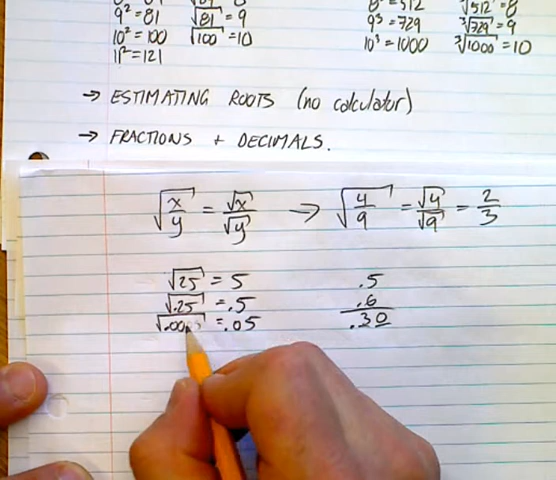 9² = 81 √81 = 9 9³ = 729 ³√729 = 9
10² = 100 √100 = 10 10³ = 1000 ³√1000 = 10
11² = 121
→ ESTIMATING ROOTS (no calculator)
→ FRACTIONS + DECIMALS.
√x/y = √x/√y → √4/9 = √4/√9 = 2/3
√25 = 5 .5
√.25 = .5 .6
= .05 .30